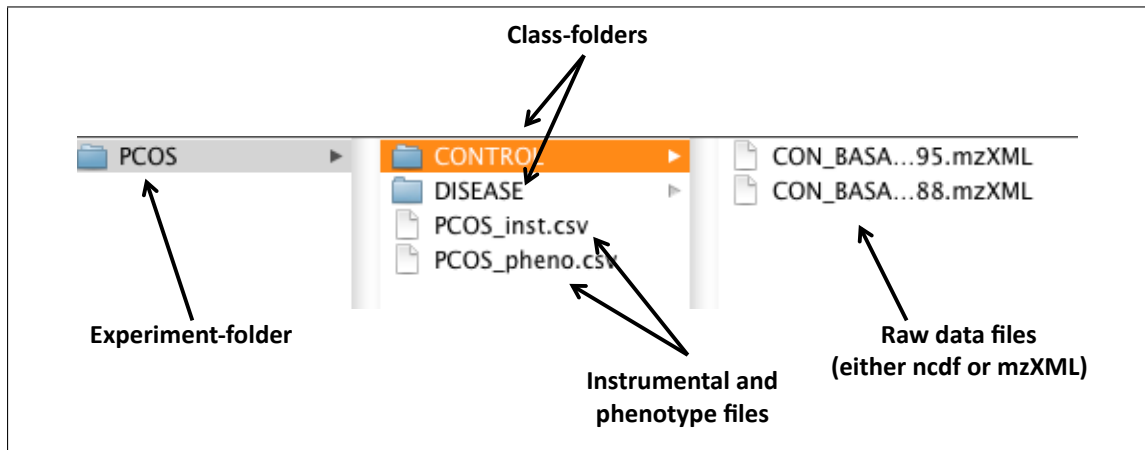 Class-folders
PCOS
CONTROL
CON_BASA...95.mzXML
DISEASE
CON_BASA...88.mzXML
PCOS_inst.csv
PCOS_pheno.csv
Experiment-folder
Raw data files
(either ncdf or mzXML)
Instrumental and
phenotype files